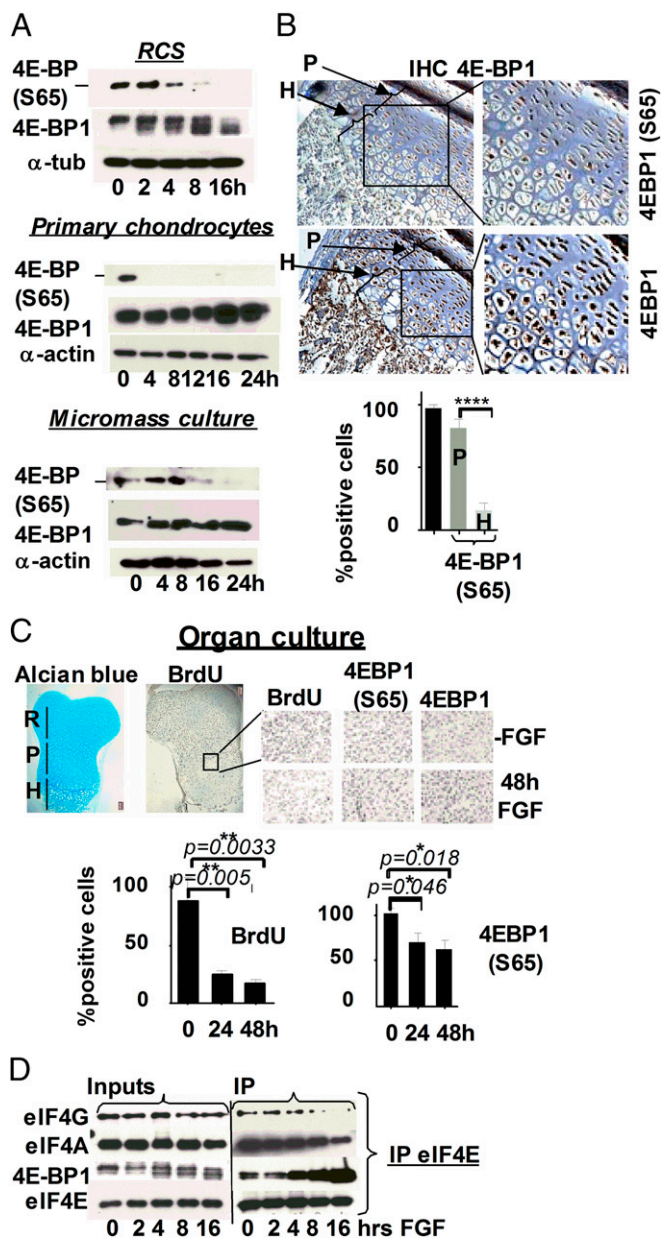 A
RCS
4E-BP
(S65)
4E-BP1
α-tub
0 2 4 8 16h
Primary chondrocytes
4E-BP
(S65)
4E-BP1
α-actin
0 4 8 12 16 24h
Micromass culture
4E-BP
(S65)
4E-BP1
α-actin
0 4 8 16 24h
B
IHC 4E-BP1
P
H
4EBP1 (S65)
P
H
4EBP1
****
100
50
0
%positive cells
P
H
4E-BP1
(S65)
C
Organ culture
Alcian blue
BrdU
R
P
H
BrdU
4EBP1
(S65)
4EBP1
-FGF
48h
FGF
**
p=0.0033
**
p=0.005
100
50
0
%positive cells
BrdU
0 24 48h
*
p=0.018
*
p=0.046
100
50
0
4EBP1
(S65)
0 24 48h
D
Inputs
IP
eIF4G
eIF4A
4E-BP1
eIF4E
IP eIF4E
0 2 4 8 16
0 2 4 8 16 hrs FGF